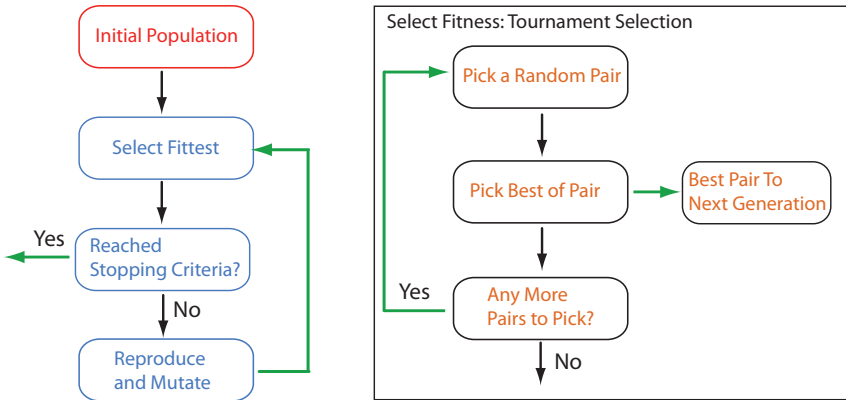 Initial Population
Select Fittest
Yes
Reached
Stopping Criteria?
No
Reproduce
and Mutate
Select Fitness: Tournament Selection
Pick a Random Pair
Pick Best of Pair
Best Pair To
Next Generation
Yes
Any More
Pairs to Pick?
No